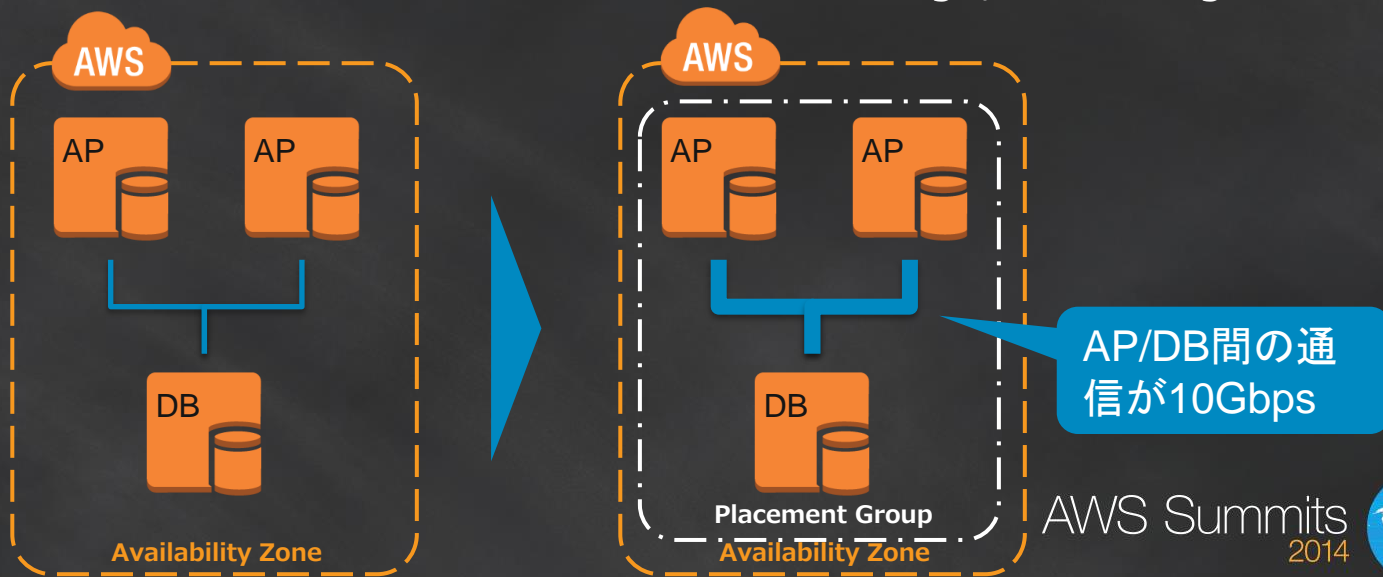 AWS
AP
AP
DB
Availability Zone
AWS
AP
AP
DB
Placement Group
Availability Zone
AP/DB間の通
信が10Gbps
AWS Summits
2014